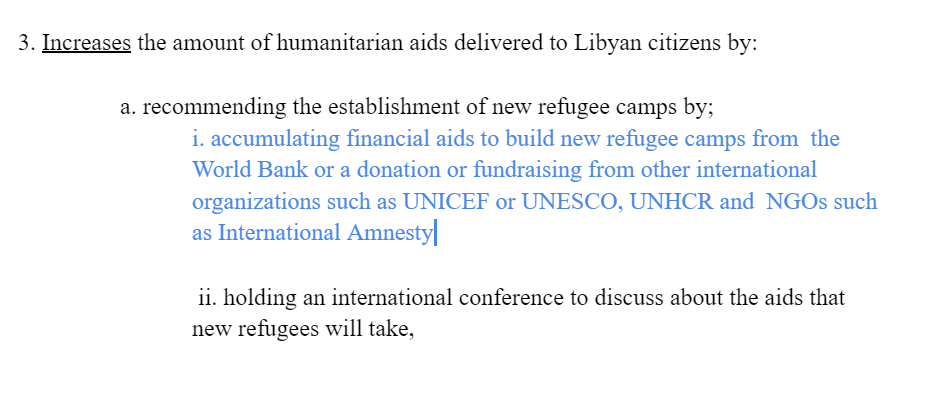 3. Increases the amount of humanitarian aids delivered to Libyan citizens by:
a. recommending the establishment of new refugee camps by;
i. accumulating financial aids to build new refugee camps from  the
World Bank or a donation or fundraising from other international
organizations such as UNICEF or UNESCO, UNHCR and  NGOs such
as International Amnesty
ii. holding an international conference to discuss about the aids that
new refugees will take,